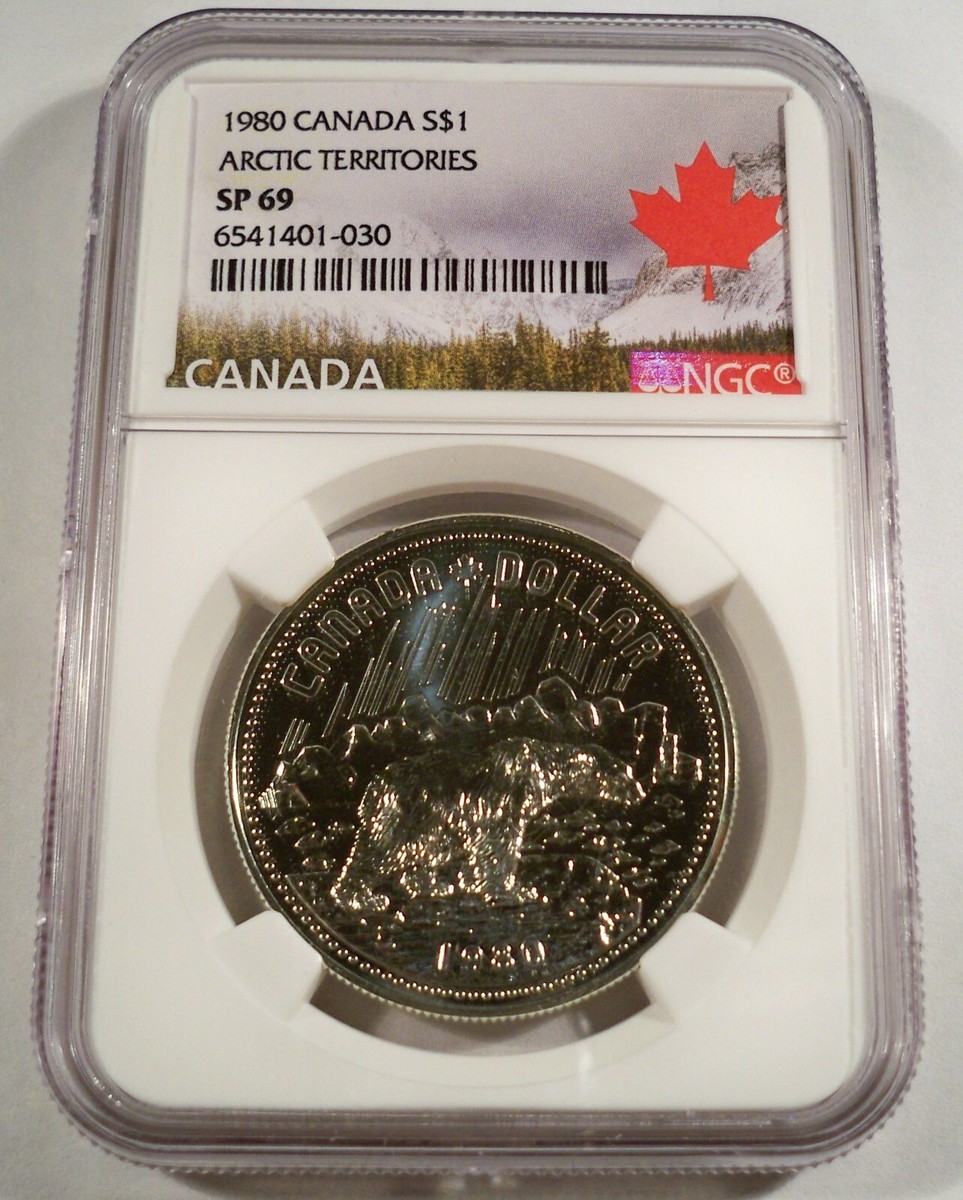 1980 CANADA S$1
ARCTIC TERRITORIES
SP 69
6541401-030
CANADA
NGC®
CANADA DOLLAR
1980